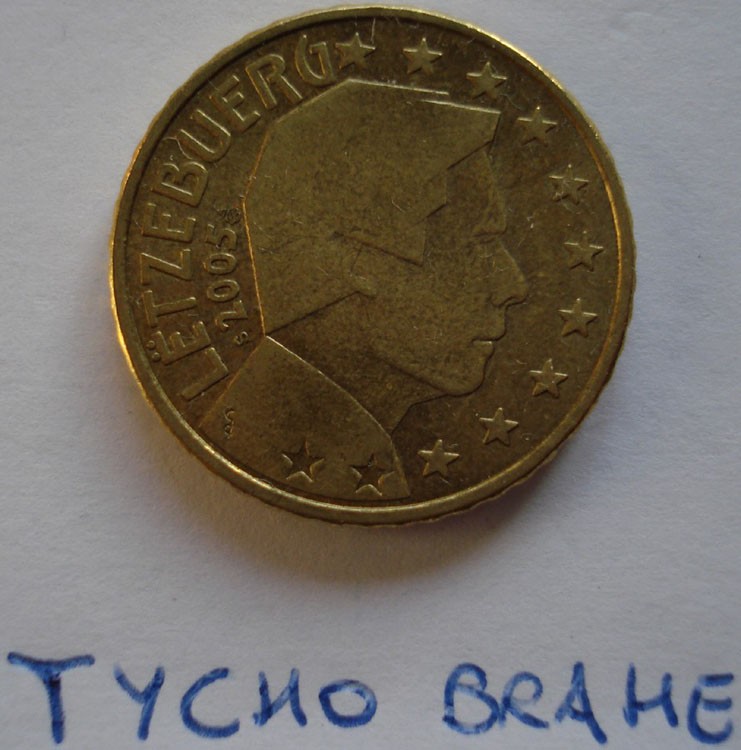 LËTZEBUERG
2005
S
TYCHO BRAHE